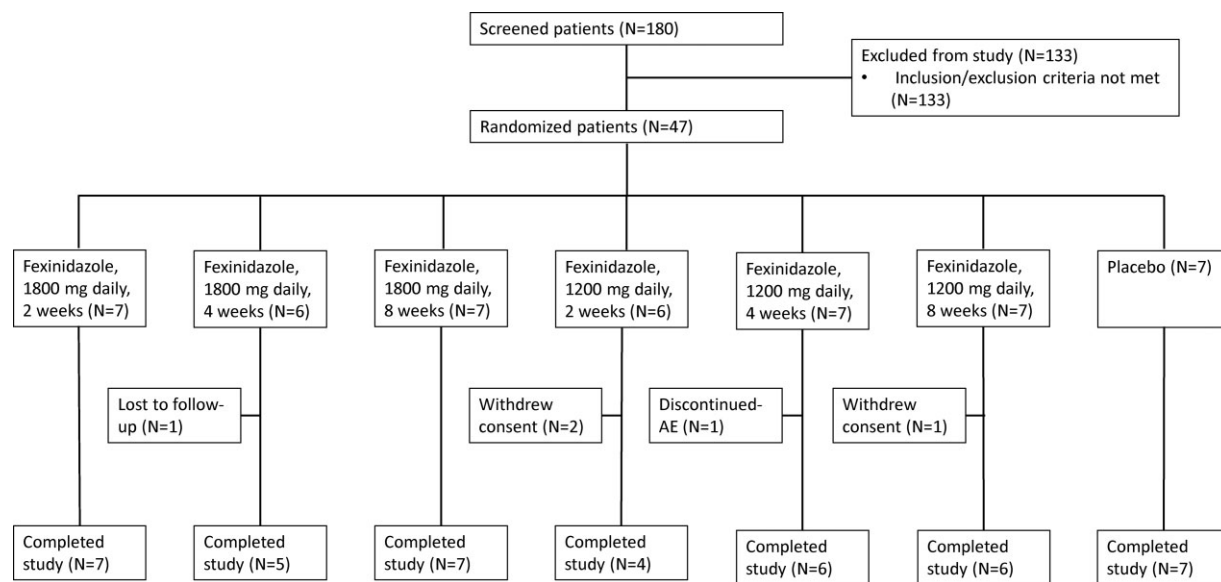 Screened patients (N=180)
Excluded from study (N=133)
• Inclusion/exclusion criteria not met
(N=133)
Randomized patients (N=47)
Fexinidazole,
1800 mg daily,
2 weeks (N=7)
Fexinidazole,
1800 mg daily,
4 weeks (N=6)
Fexinidazole,
1800 mg daily,
8 weeks (N=7)
Fexinidazole,
1200 mg daily,
2 weeks (N=6)
Fexinidazole,
1200 mg daily,
4 weeks (N=7)
Fexinidazole,
1200 mg daily,
8 weeks (N=7)
Placebo (N=7)
Lost to follow-
up (N=1)
Withdrew
consent (N=2)
Discontinued-
AE (N=1)
Withdrew
consent (N=1)
Completed
study (N=7)
Completed
study (N=5)
Completed
study (N=7)
Completed
study (N=4)
Completed
study (N=6)
Completed
study (N=6)
Completed
study (N=7)